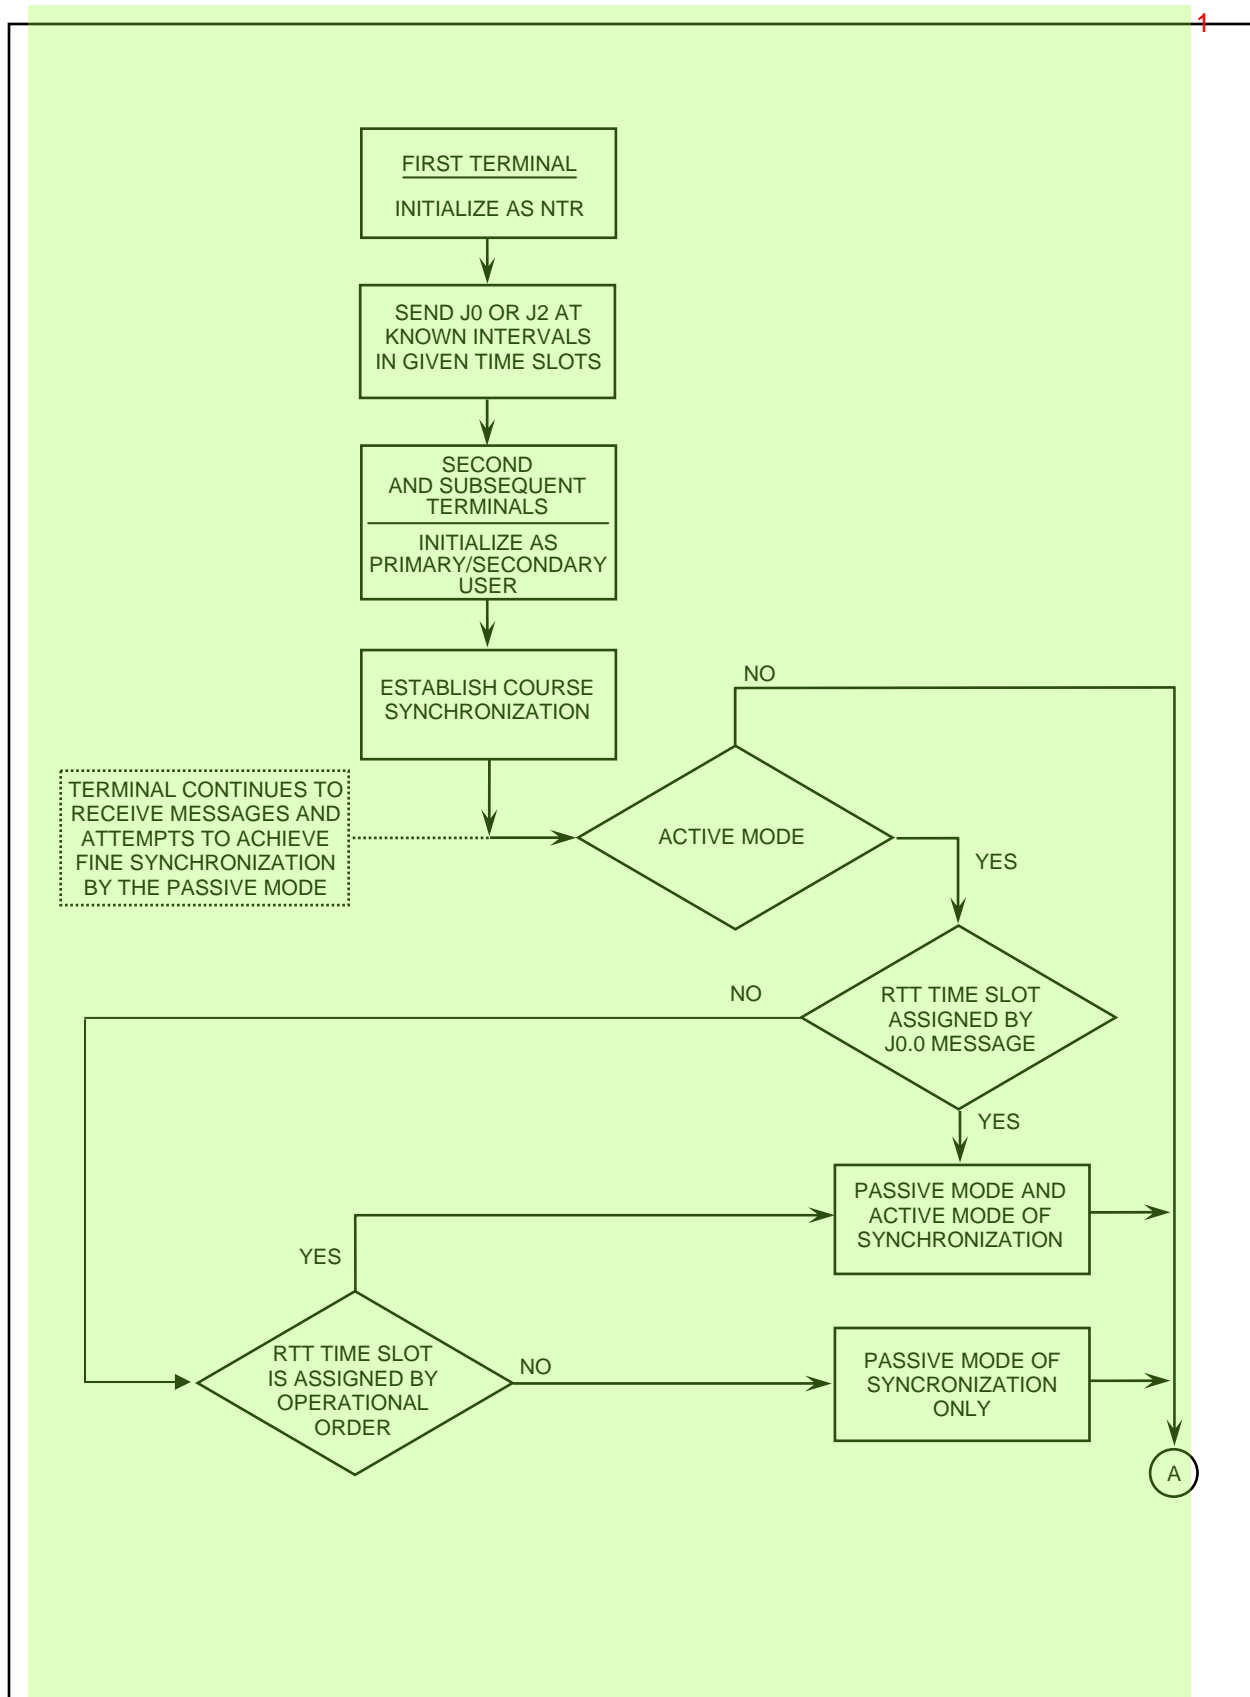 1
FIRST TERMINAL
INITIALIZE AS NTR
SEND J0 OR J2 AT
KNOWN INTERVALS
IN GIVEN TIME SLOTS
SECOND
AND SUBSEQUENT
TERMINALS
INITIALIZE AS
PRIMARY/SECONDARY
USER
ESTABLISH COURSE
SYNCHRONIZATION
NO
TERMINAL CONTINUES TO
RECEIVE MESSAGES AND
ATTEMPTS TO ACHIEVE
FINE SYNCHRONIZATION
BY THE PASSIVE MODE
ACTIVE MODE
YES
NO
RTT TIME SLOT
ASSIGNED BY
J0.0 MESSAGE
YES
PASSIVE MODE AND
ACTIVE MODE OF
SYNCHRONIZATION
YES
RTT TIME SLOT
IS ASSIGNED BY
OPERATIONAL
ORDER
NO
PASSIVE MODE OF
SYNCRONIZATION
ONLY
A